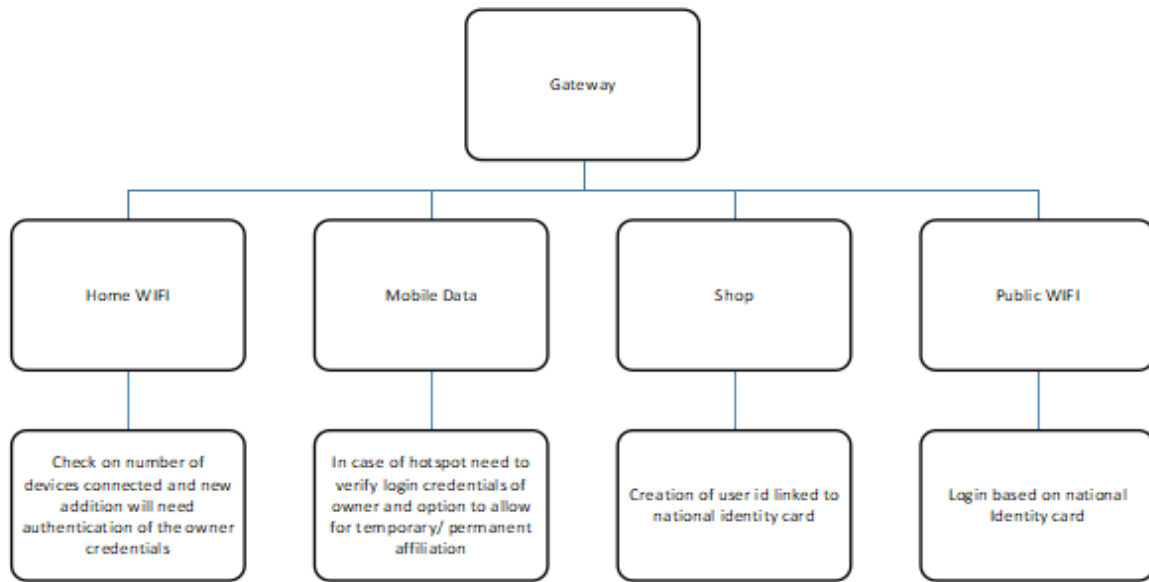 Gateway
Home WIFI
Mobile Data
Shop
Public WIFI
Check on number of
devices connected and new
addition will need
authentication of the owner
credentials
In case of hotspot need to
verify login credentials of
owner and option to allow
for temporary/ permanent
affiliation
Creation of user id linked to
national identity card
Login based on national
Identity card